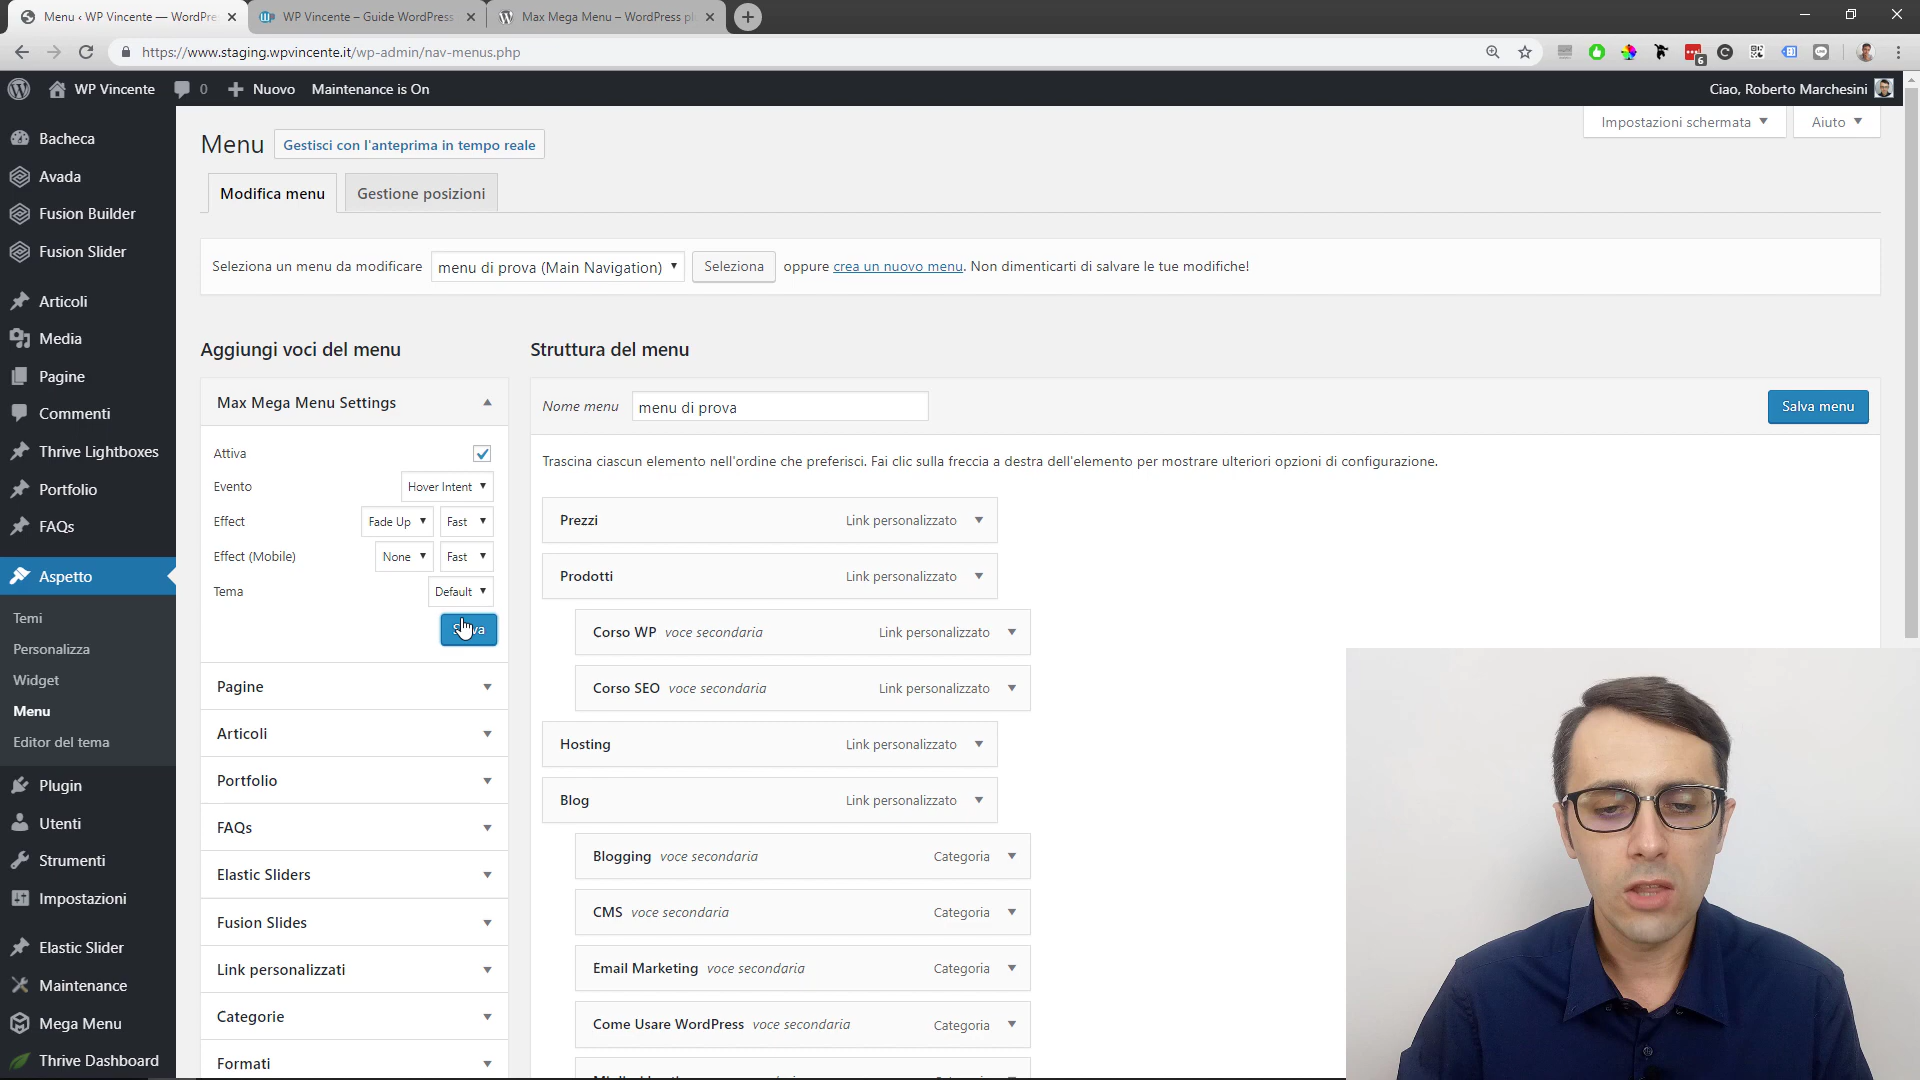 Menu ‹ WP Vincente — WordPre
WP Vincente – Guide WordPress
Max Mega Menu – WordPress pl
https://www.staging.wpvincente.it/wp-admin/nav-menus.php
6
WP Vincente
0
Nuovo
Maintenance is On
Ciao, Roberto Marchesini
Bacheca
Avada
Fusion Builder
Fusion Slider
Articoli
Media
Pagine
Commenti
Thrive Lightboxes
Portfolio
FAQs
Aspetto
Temi
Personalizza
Widget
Menu
Editor del tema
Plugin
Utenti
Strumenti
Impostazioni
Elastic Slider
Maintenance
Mega Menu
Thrive Dashboard
Impostazioni schermata
Aiuto
Menu
Gestisci con l'anteprima in tempo reale
Modifica menu
Gestione posizioni
Seleziona un menu da modificare
menu di prova (Main Navigation)
Seleziona
oppure crea un nuovo menu. Non dimenticarti di salvare le tue modifiche!
Aggiungi voci del menu
Max Mega Menu Settings
Attiva
Evento
Hover Intent
Effect
Fade Up
Fast
Effect (Mobile)
None
Fast
Tema
Default
Pagine
Articoli
Portfolio
FAQs
Elastic Sliders
Fusion Slides
Link personalizzati
Categorie
Formati
Struttura del menu
Nome menu
menu di prova
Salva menu
Trascina ciascun elemento nell'ordine che preferisci. Fai clic sulla freccia a destra dell'elemento per mostrare ulteriori opzioni di configurazione.
Prezzi
Link personalizzato
Prodotti
Link personalizzato
Corso WP voce secondaria
Link personalizzato
Corso SEO voce secondaria
Link personalizzato
Hosting
Link personalizzato
Blog
Link personalizzato
Blogging voce secondaria
Categoria
CMS voce secondaria
Categoria
Email Marketing voce secondaria
Categoria
Come Usare WordPress voce secondaria
Categoria